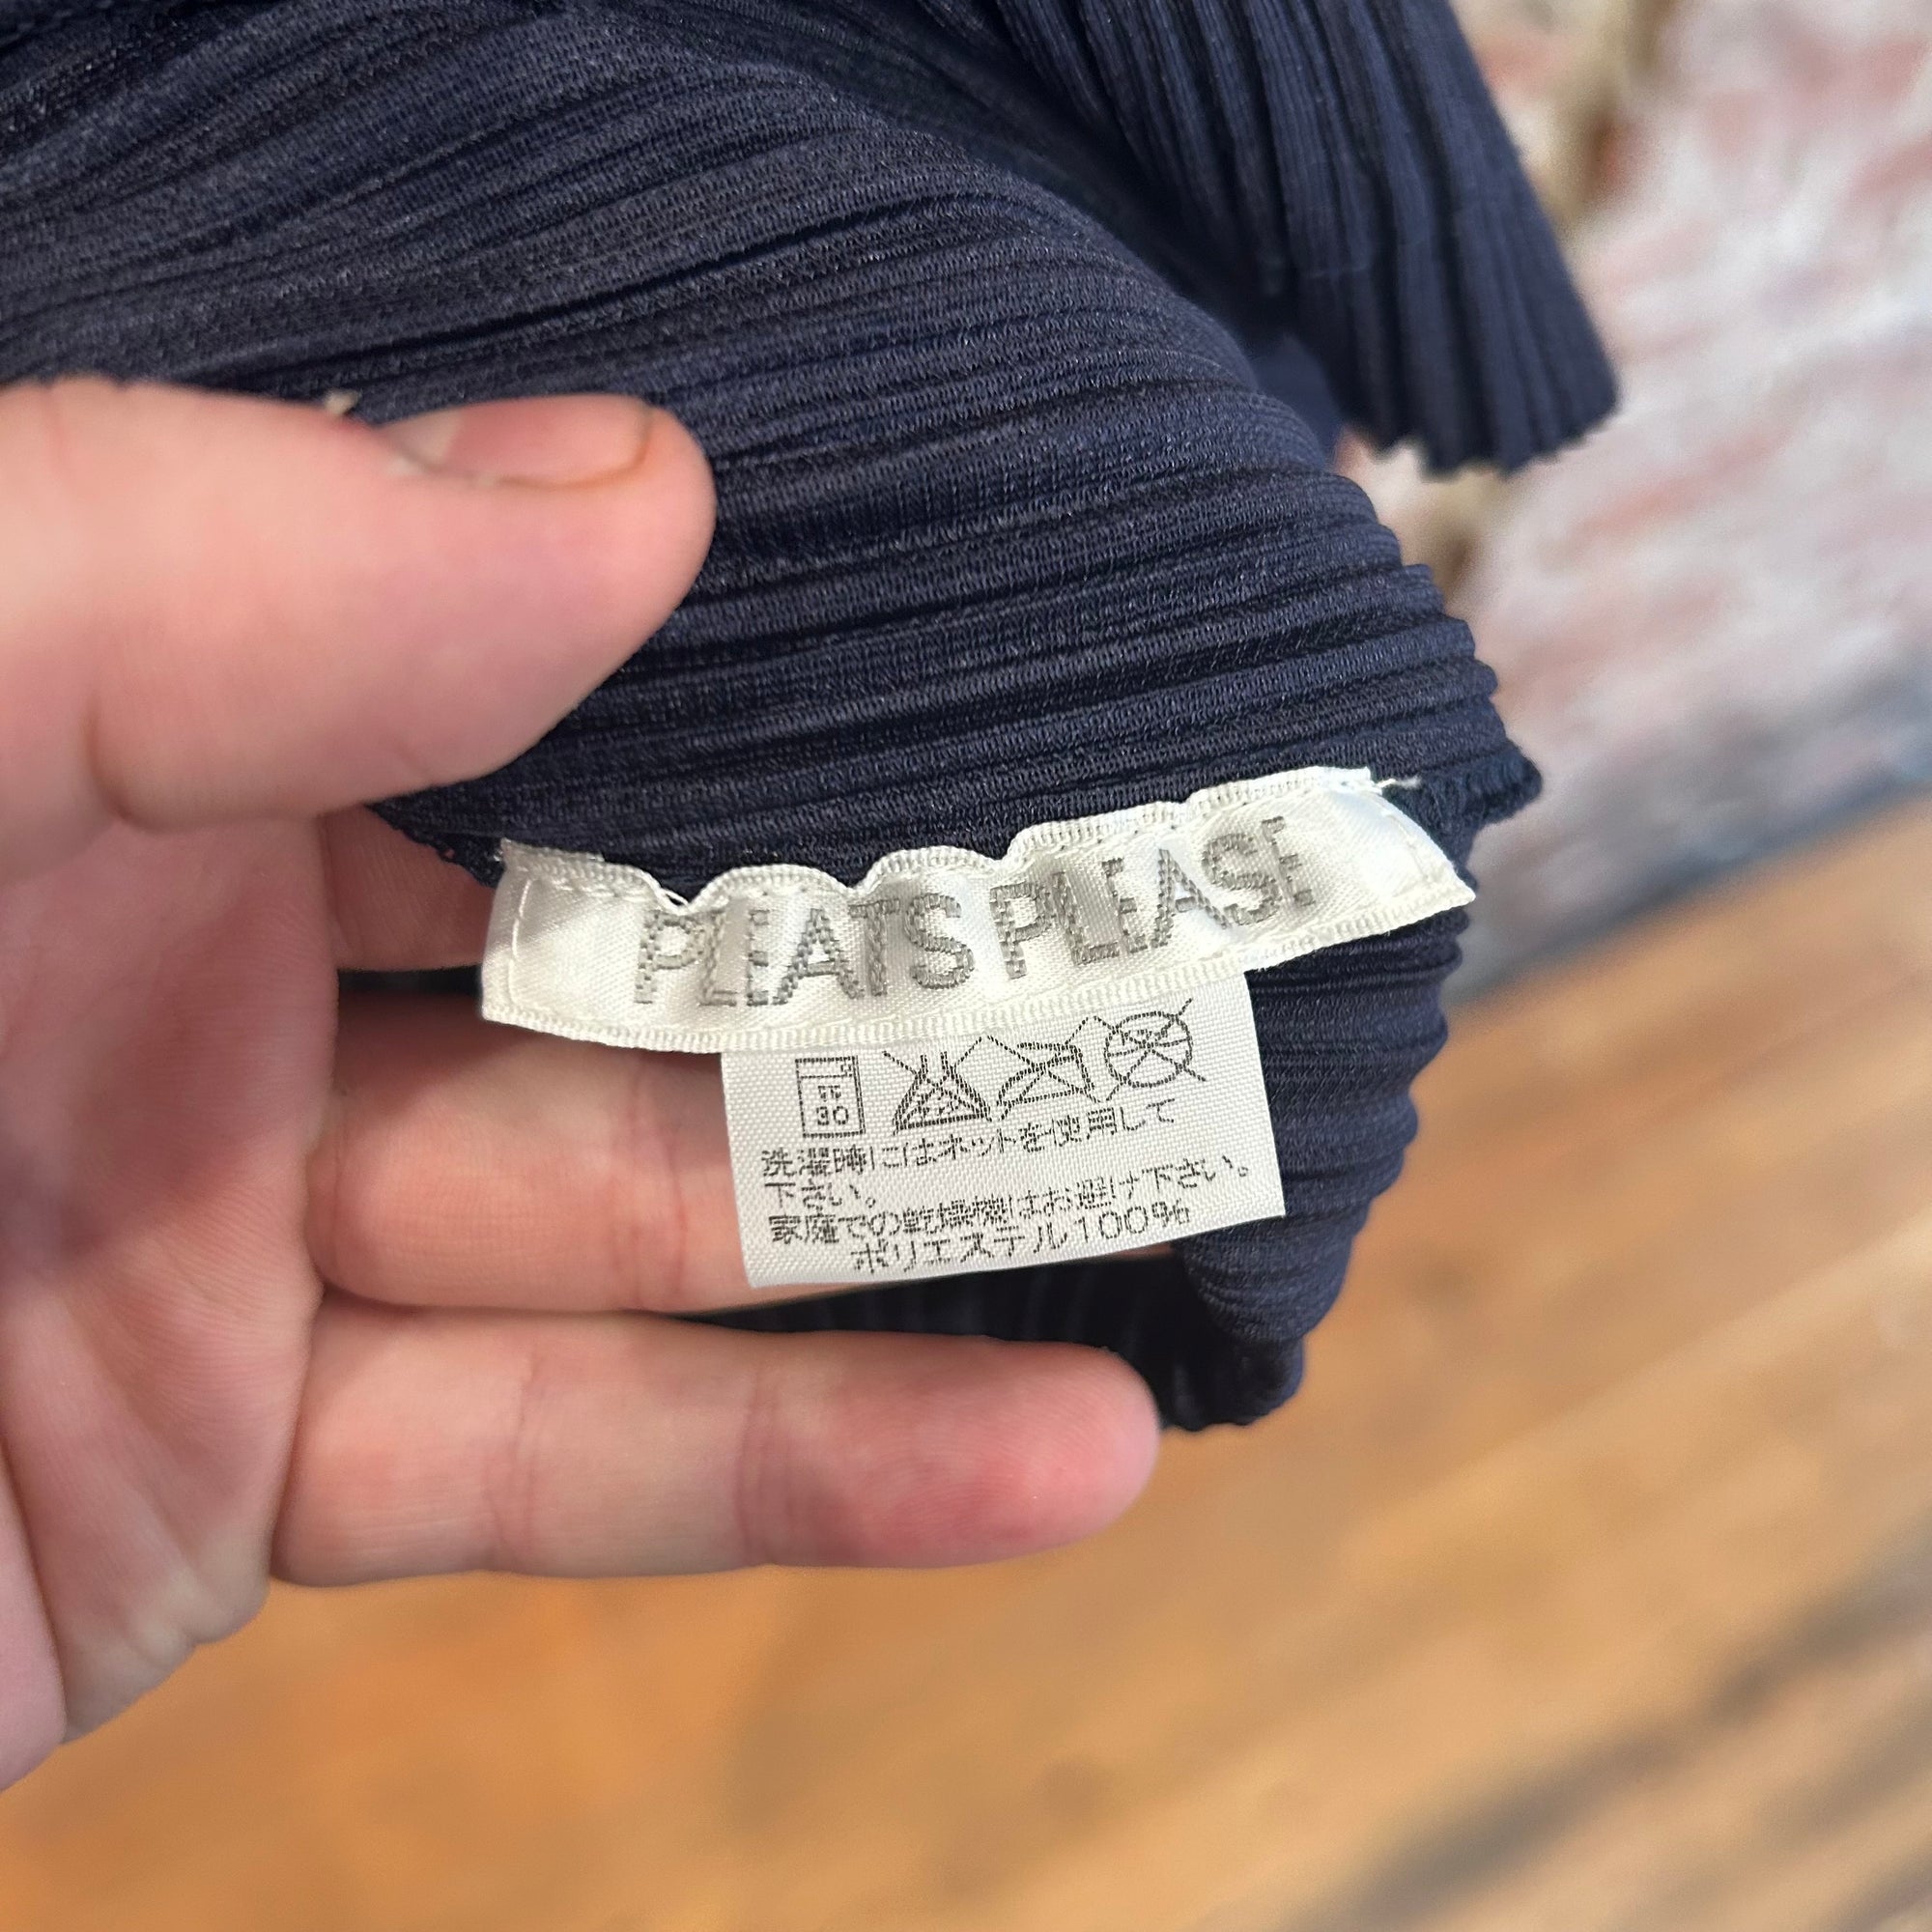 PLEATS PLEASE
弱
30
洗濯時にはネットを使用して
下さい。
家庭での乾燥機はお避け下さい。
ポリエステル100%